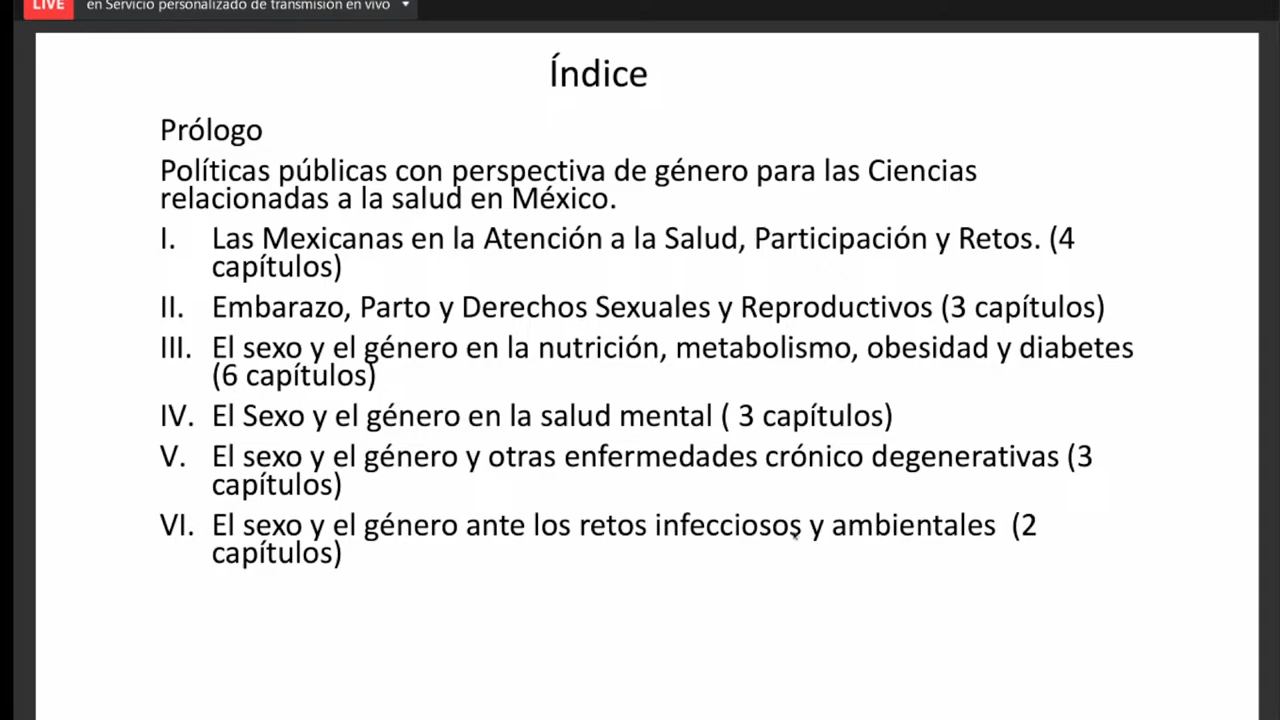 LIVE en Servicio personalizado de transmisión en vivo
Índice
Prólogo
Políticas públicas con perspectiva de género para las Ciencias
relacionadas a la salud en México.
I. Las Mexicanas en la Atención a la Salud, Participación y Retos. (4
capítulos)
II. Embarazo, Parto y Derechos Sexuales y Reproductivos (3 capítulos)
III. El sexo y el género en la nutrición, metabolismo, obesidad y diabetes
(6 capítulos)
IV. El Sexo y el género en la salud mental ( 3 capítulos)
V. El sexo y el género y otras enfermedades crónico degenerativas (3
capítulos)
VI. El sexo y el género ante los retos infecciosos y ambientales (2
capítulos)